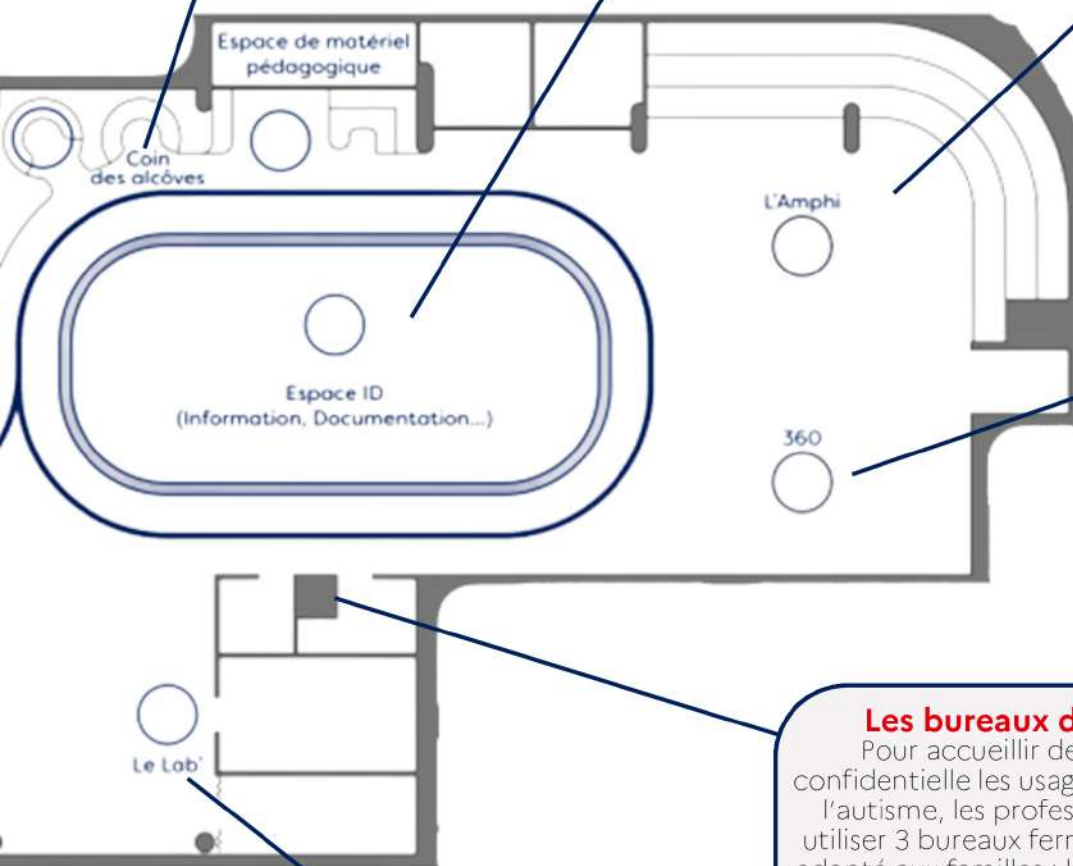 Espace de matériel
pédagogique
Coin
des alcôves
L'Amphi
Espace ID
(Information, Documentation...)
360
Le Lab'
Les bureaux d
Pour accueillir de
confidentielle les usag
l'autisme, les profes
utiliser 3 bureaux ferm